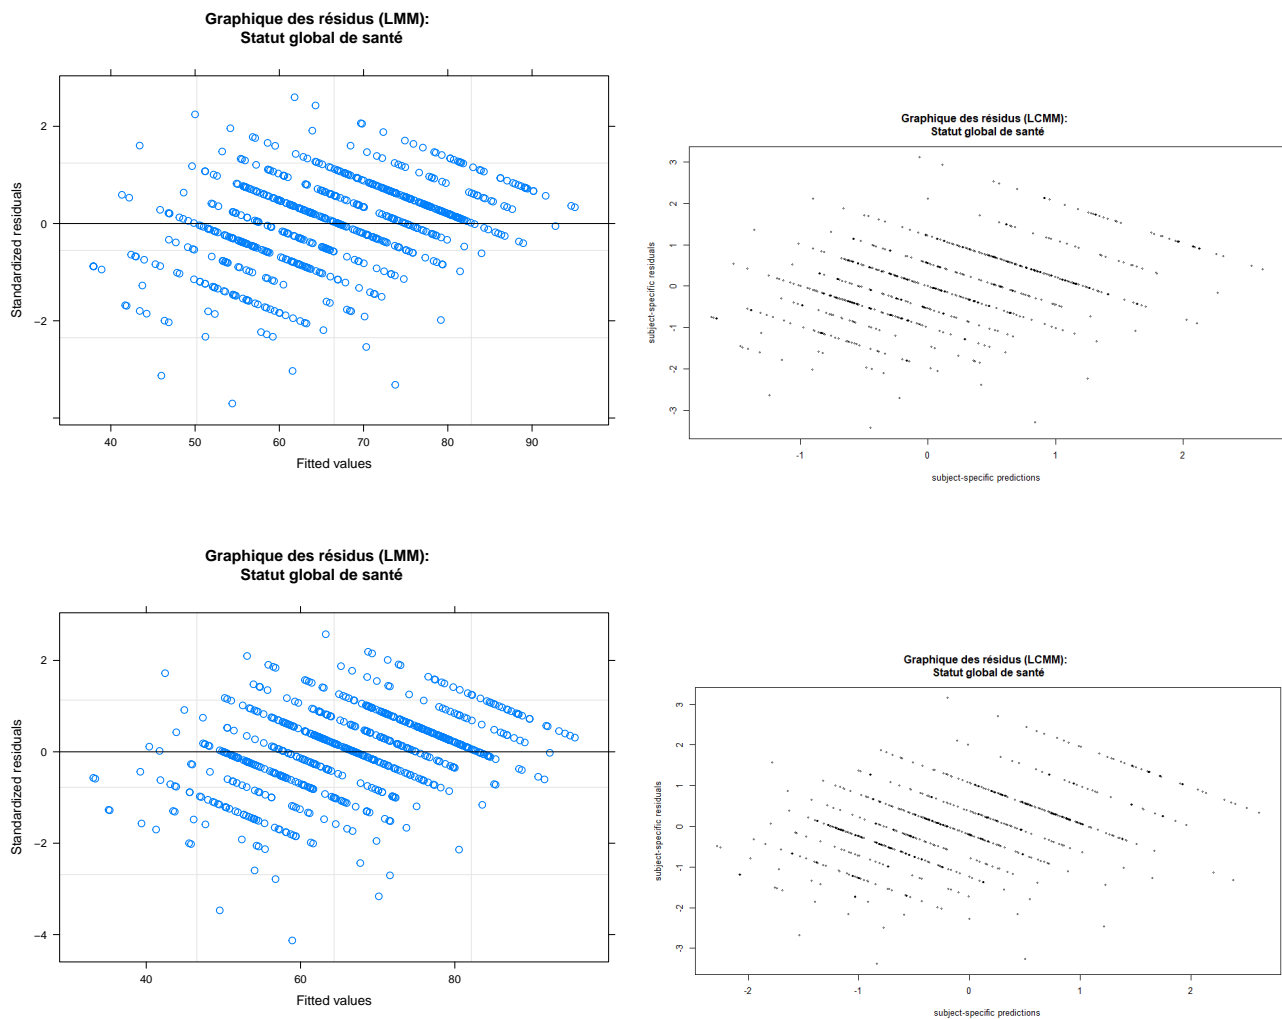 Graphique des résidus (LMM):
Statut global de santé
Standardized residuals
2
0
−2
40 50 60 70 80 90
Fitted values
Graphique des résidus (LCMM):
Statut global de santé
subject-specific residuals
3
2
1
0
-1
-2
-3
-1 0 1 2
subject-specific predictions
Graphique des résidus (LMM):
Statut global de santé
Standardized residuals
2
0
−2
−4
40 60 80
Fitted values
Graphique des résidus (LCMM):
Statut global de santé
subject-specific residuals
3
2
1
0
-1
-2
-3
-2 -1 0 1 2
subject-specific predictions